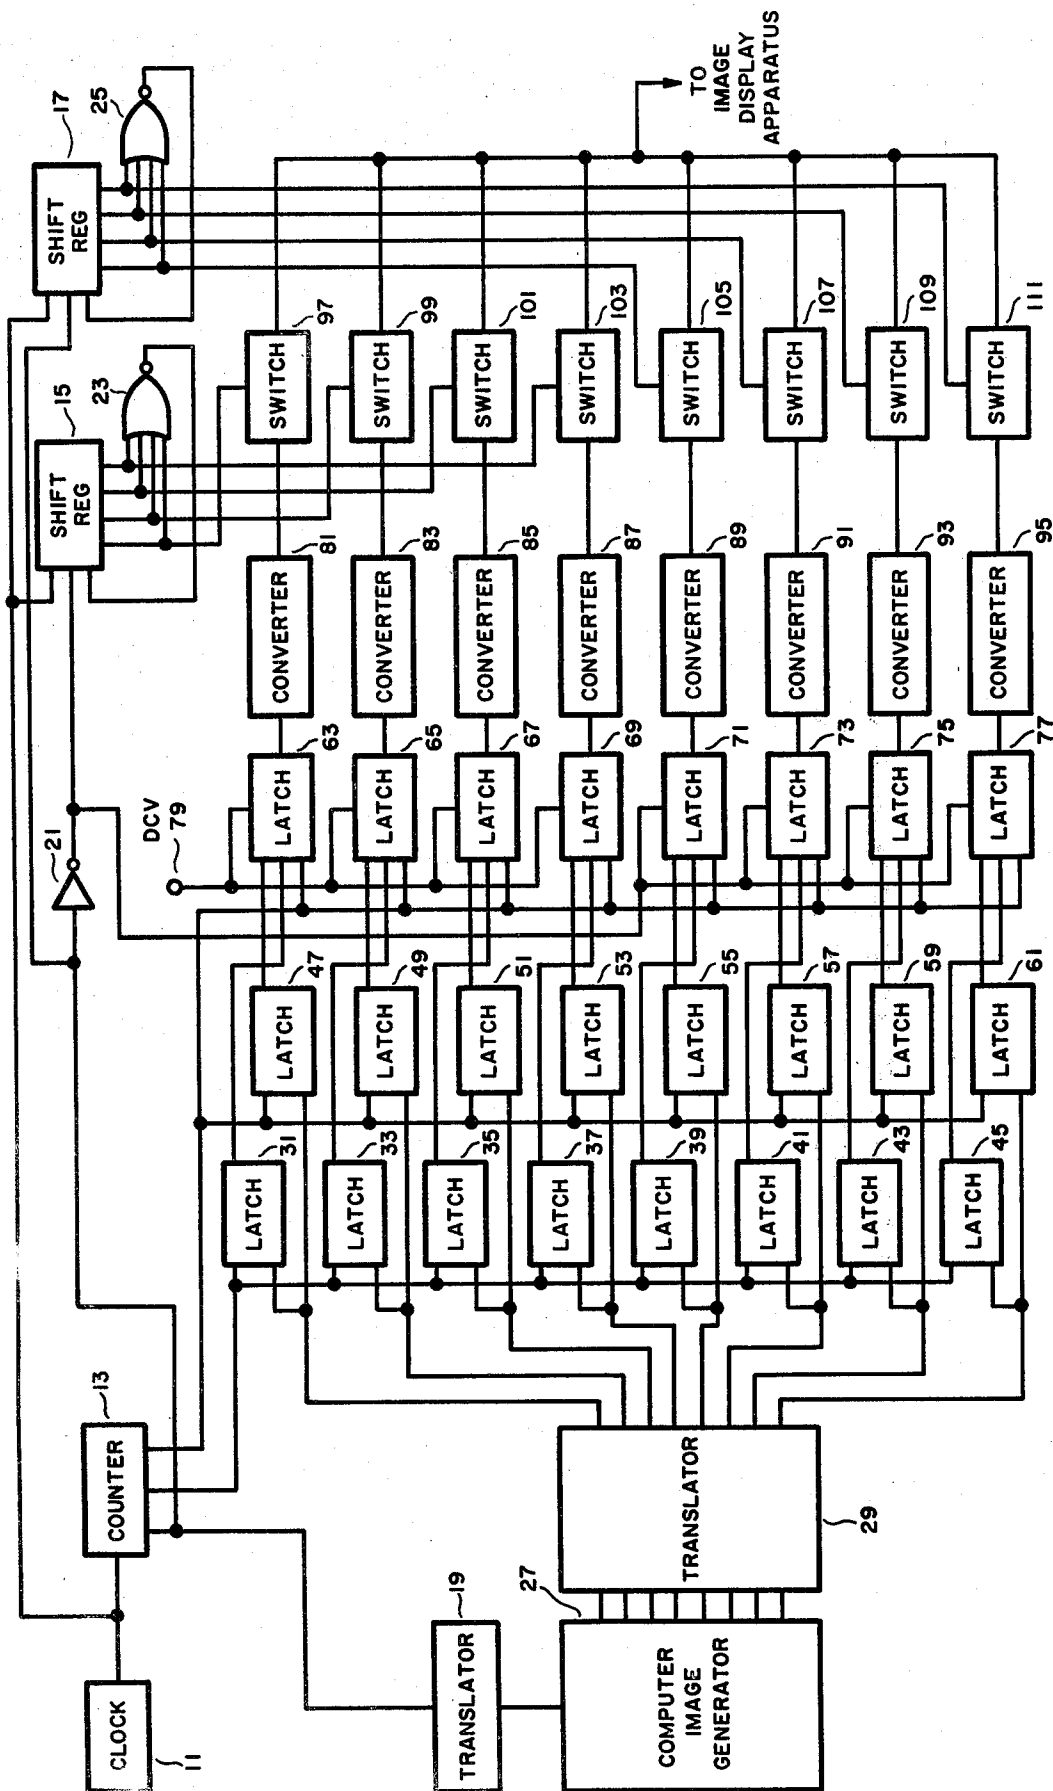 CLOCK
11
COUNTER
13
TRANSLATOR
19
COMPUTER
IMAGE
GENERATOR
27
TRANSLATOR
29
21
DCV
79
SHIFT
REG
15
23
SHIFT
REG
17
25
LATCH
31
LATCH
33
LATCH
35
LATCH
37
LATCH
39
LATCH
41
LATCH
43
LATCH
45
LATCH
47
LATCH
49
LATCH
51
LATCH
53
LATCH
55
LATCH
57
LATCH
59
LATCH
61
LATCH
63
LATCH
65
LATCH
67
LATCH
69
LATCH
71
LATCH
73
LATCH
75
LATCH
77
CONVERTER
81
CONVERTER
83
CONVERTER
85
CONVERTER
87
CONVERTER
89
CONVERTER
91
CONVERTER
93
CONVERTER
95
SWITCH
97
SWITCH
99
SWITCH
101
SWITCH
103
SWITCH
105
SWITCH
107
SWITCH
109
SWITCH
111
TO
IMAGE
DISPLAY
APPARATUS